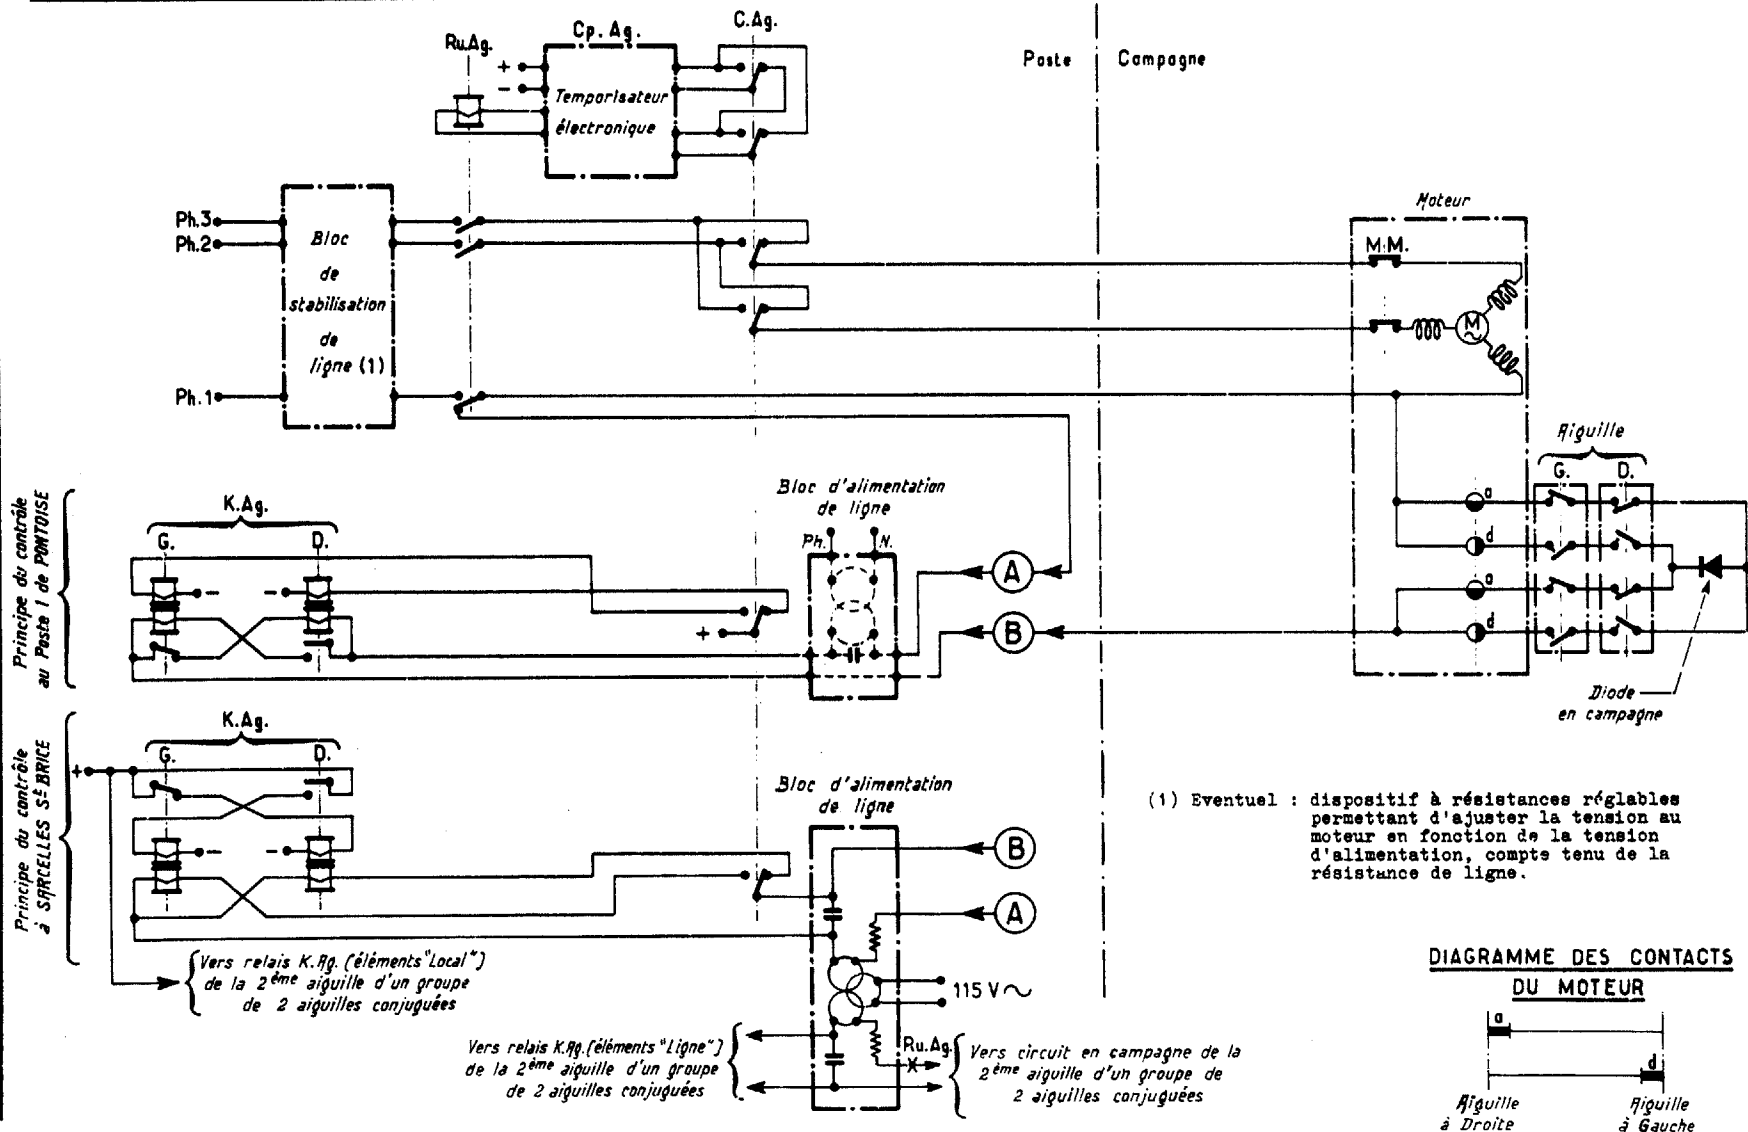 Ru.Ag.
Cp. Ag.
C.Ag.
+
-
Temporisateur
électronique
Poste
Campagne
Ph.3
Ph.2
Ph.1
Bloc
de
stabilisation
de
ligne (1)
Moteur
M.M.
M
~
Aiguille
G.
D.
a
d
a
d
Diode
en campagne
Principe du contrôle
au Poste 1 de PONTOISE
K.Ag.
G.
D.
-
-
+
Bloc d'alimentation
de ligne
Ph.
N.
A
B
Principe du contrôle
à SARCELLES St BRICE
K.Ag.
G.
D.
+
-
-
Bloc d'alimentation
de ligne
B
A
115 V ~
Vers relais K.Ag. (éléments "Local")
de la 2ème aiguille d'un groupe
de 2 aiguilles conjuguées
Vers relais K.Ag. (éléments "Ligne")
de la 2ème aiguille d'un groupe
de 2 aiguilles conjuguées
Ru.Ag.
Vers circuit en campagne de la
2ème aiguille d'un groupe de
2 aiguilles conjuguées
(1) Eventuel : dispositif à résistances réglables
permettant d'ajuster la tension au
moteur en fonction de la tension
d'alimentation, compte tenu de la
résistance de ligne.
DIAGRAMME DES CONTACTS
DU MOTEUR
a
d
Aiguille
à Droite
Aiguille
à Gauche